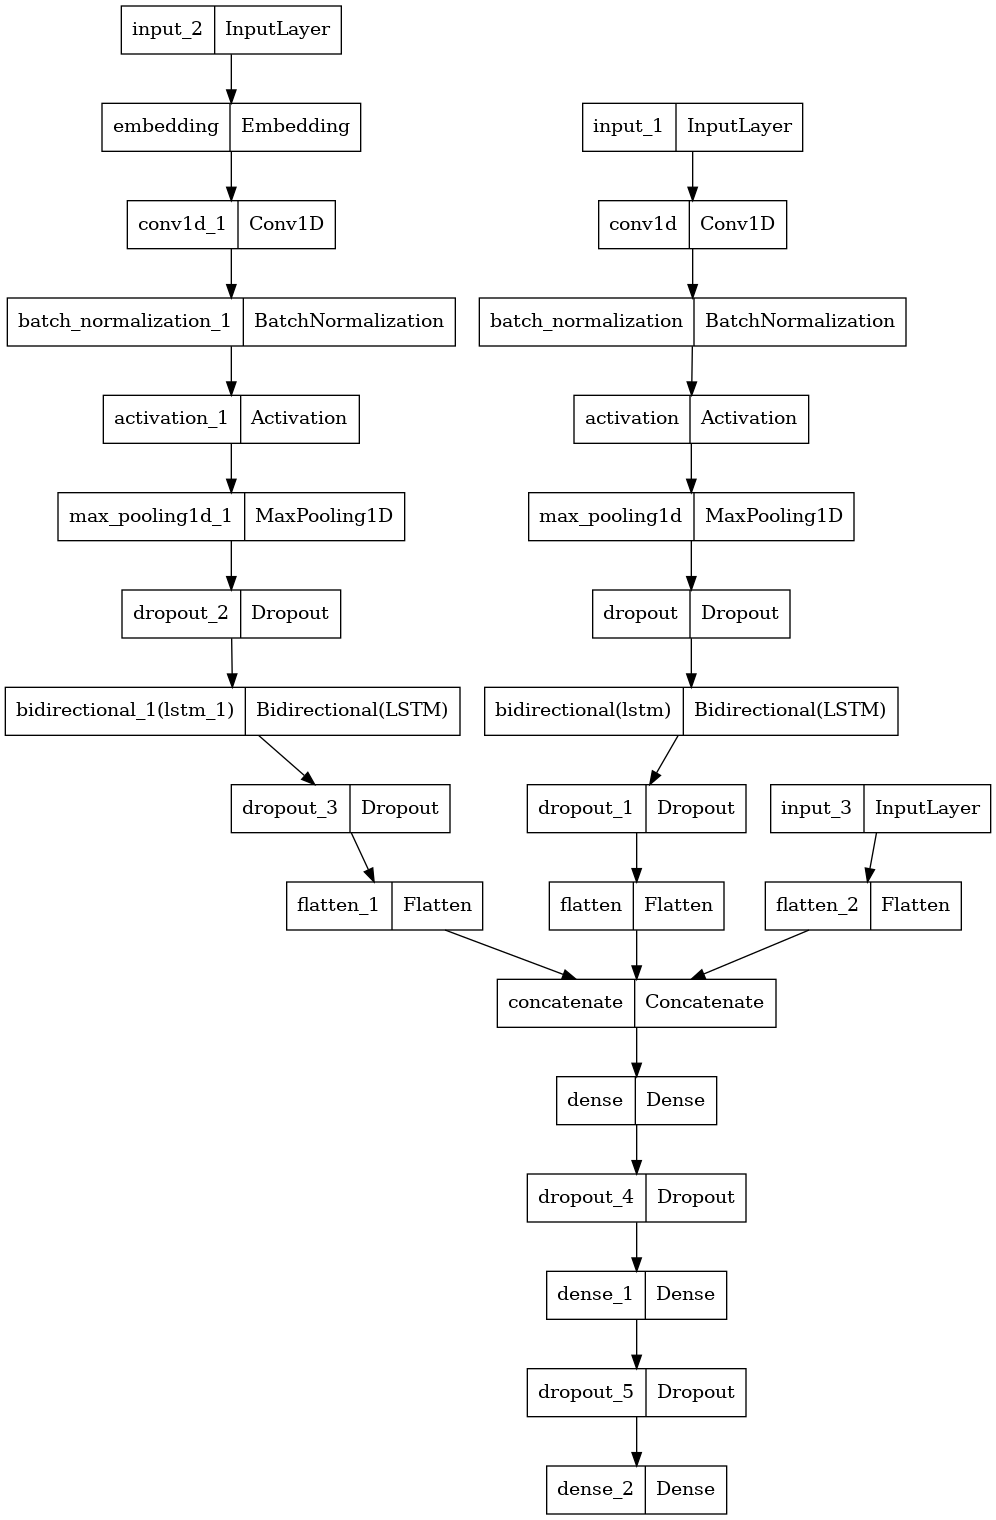 input_2 InputLayer
embedding Embedding
input_1 InputLayer
conv1d_1 Conv1D
conv1d Conv1D
batch_normalization_1 BatchNormalization
batch_normalization BatchNormalization
activation_1 Activation
activation Activation
max_pooling1d_1 MaxPooling1D
max_pooling1d MaxPooling1D
dropout_2 Dropout
dropout Dropout
bidirectional_1(lstm_1) Bidirectional(LSTM)
bidirectional(lstm) Bidirectional(LSTM)
dropout_3 Dropout
dropout_1 Dropout
input_3 InputLayer
flatten_1 Flatten
flatten Flatten
flatten_2 Flatten
concatenate Concatenate
dense Dense
dropout_4 Dropout
dense_1 Dense
dropout_5 Dropout
dense_2 Dense